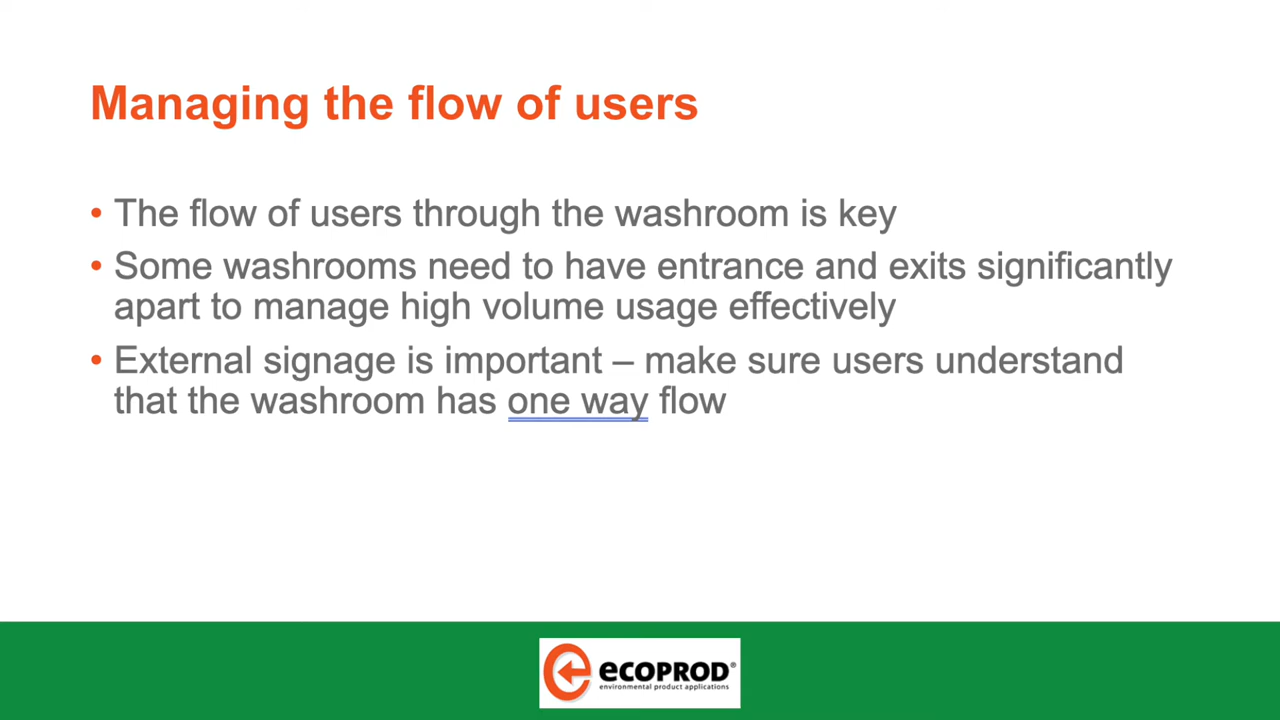 Managing the flow of users
• The flow of users through the washroom is key
• Some washrooms need to have entrance and exits significantly
apart to manage high volume usage effectively
• External signage is important – make sure users understand
that the washroom has one way flow
ECOPROD®
environmental product applications